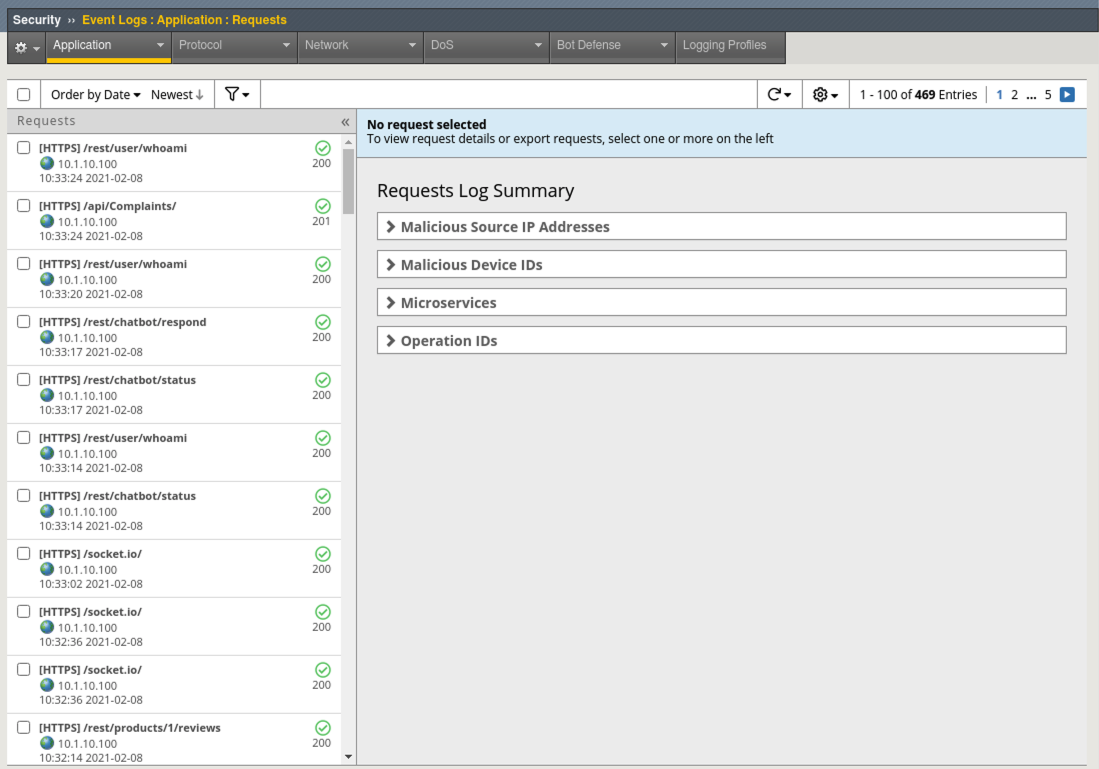 Security ›› Event Logs : Application : Requests
Application Protocol Network DoS Bot Defense Logging Profiles
Order by Date Newest 1 - 100 of 469 Entries 1 2 ... 5
Requests «
[HTTPS] /rest/user/whoami
10.1.10.100 200
10:33:24 2021-02-08
[HTTPS] /api/Complaints/
10.1.10.100 201
10:33:24 2021-02-08
[HTTPS] /rest/user/whoami
10.1.10.100 200
10:33:20 2021-02-08
[HTTPS] /rest/chatbot/respond
10.1.10.100 200
10:33:17 2021-02-08
[HTTPS] /rest/chatbot/status
10.1.10.100 200
10:33:17 2021-02-08
[HTTPS] /rest/user/whoami
10.1.10.100 200
10:33:14 2021-02-08
[HTTPS] /rest/chatbot/status
10.1.10.100 200
10:33:14 2021-02-08
[HTTPS] /socket.io/
10.1.10.100 200
10:33:02 2021-02-08
[HTTPS] /socket.io/
10.1.10.100 200
10:32:36 2021-02-08
[HTTPS] /socket.io/
10.1.10.100 200
10:32:36 2021-02-08
[HTTPS] /rest/products/1/reviews
10.1.10.100 200
10:32:14 2021-02-08
No request selected
To view request details or export requests, select one or more on the left
Requests Log Summary
Malicious Source IP Addresses
Malicious Device IDs
Microservices
Operation IDs